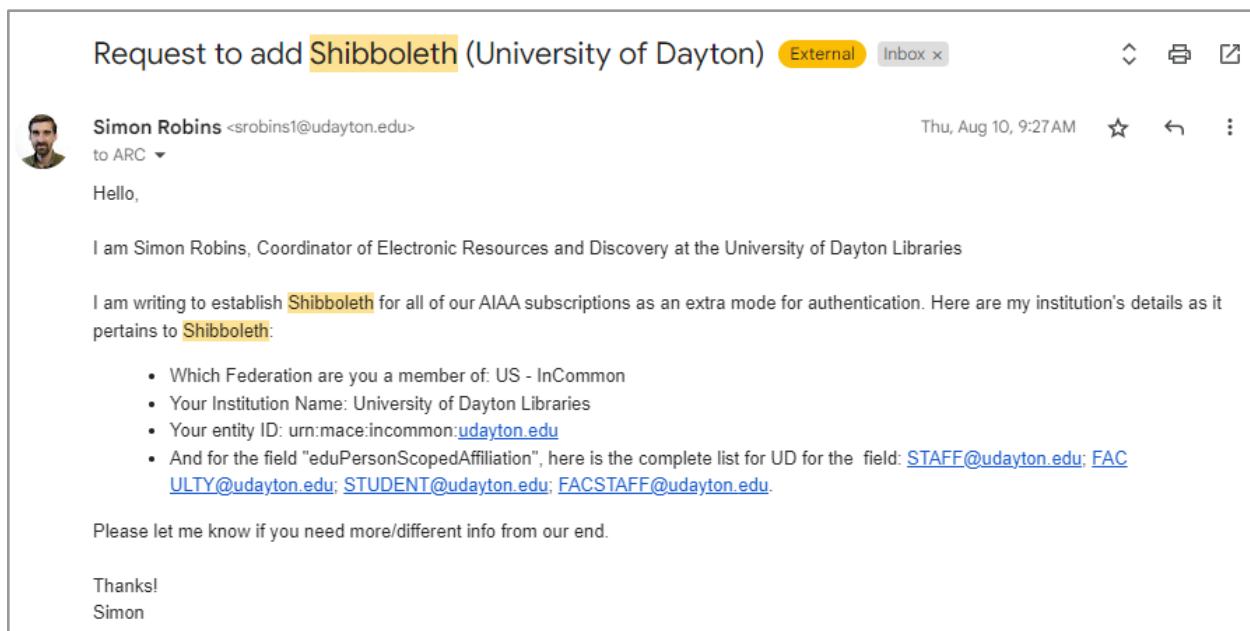 Request to add Shibboleth (University of Dayton) External Inbox ×
Simon Robins <srobins1@udayton.edu> Thu, Aug 10, 9:27 AM
to ARC
Hello,
I am Simon Robins, Coordinator of Electronic Resources and Discovery at the University of Dayton Libraries
I am writing to establish Shibboleth for all of our AIAA subscriptions as an extra mode for authentication. Here are my institution's details as it
pertains to Shibboleth:
• Which Federation are you a member of: US - InCommon
• Your Institution Name: University of Dayton Libraries
• Your entity ID: urn:mace:incommon:udayton.edu
• And for the field "eduPersonScopedAffiliation", here is the complete list for UD for the  field: STAFF@udayton.edu; FAC
ULTY@udayton.edu; STUDENT@udayton.edu; FACSTAFF@udayton.edu.
Please let me know if you need more/different info from our end.
Thanks!
Simon